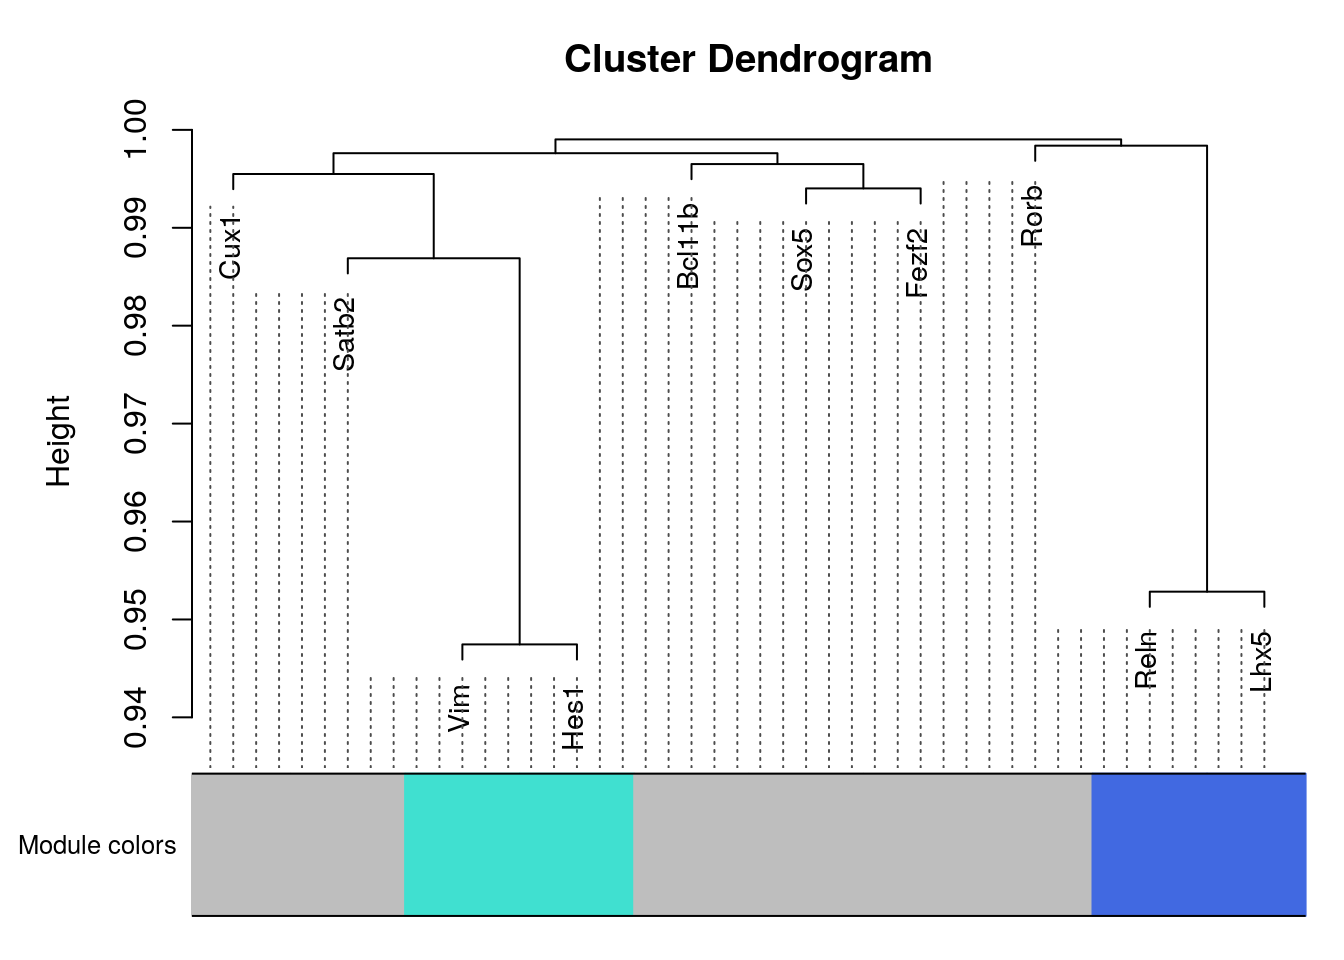 Cluster Dendrogram
Height
1.00
0.99
0.98
0.97
0.96
0.95
0.94
Cux1
Satb2
Vim
Hes1
Bcl11b
Sox5
Fezf2
Rorb
Reln
Lhx5
Module colors